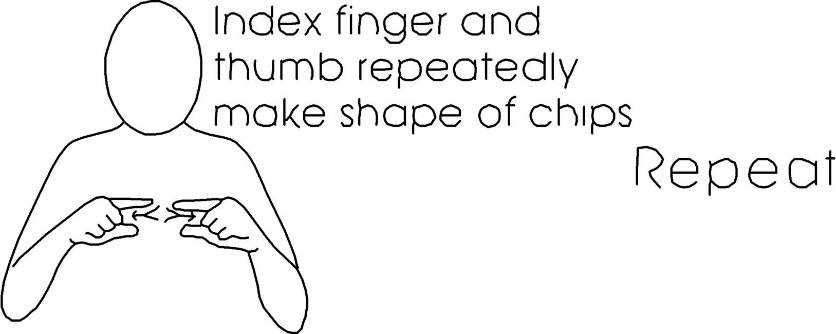 Index finger and
thumb repeatedly
make shape of chips
Repeat